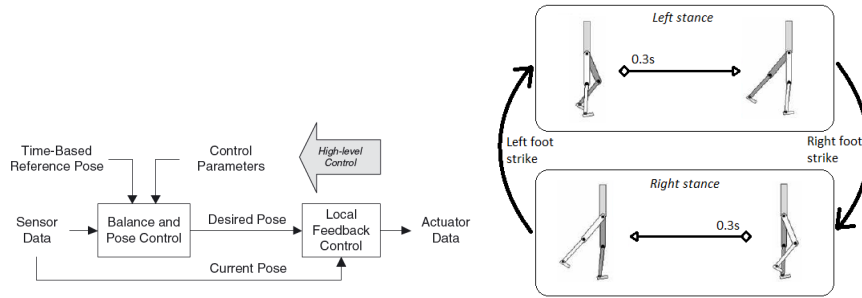 Time-Based
Reference Pose
Control
Parameters
High-level
Control
Sensor
Data
Balance and
Pose Control
Desired Pose
Local
Feedback
Control
Actuator
Data
Current Pose
Left stance
0.3s
Left foot
strike
Right foot
strike
Right stance
0.3s